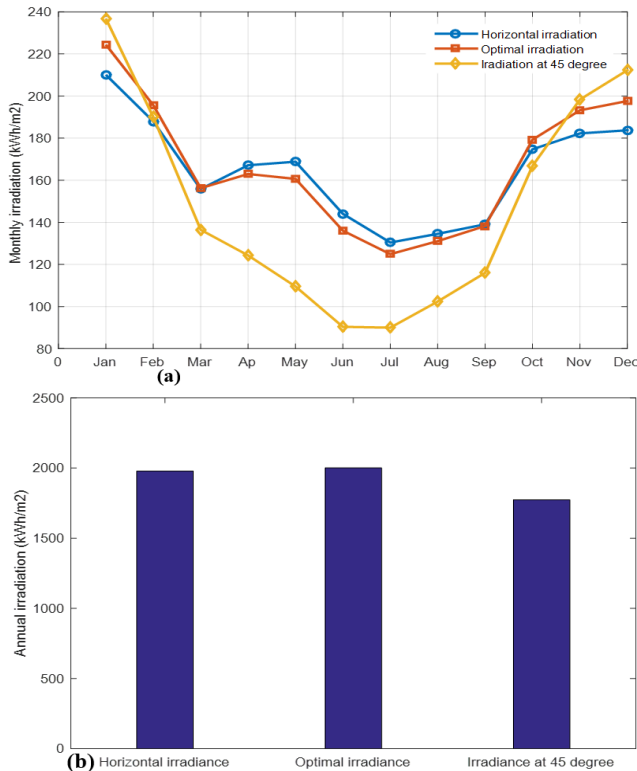 240
220
200
180
160
140
120
100
80
Monthly irradiation (kWh/m2)
Horizontal irradiation
Optimal irradiation
Irradiation at 45 degree
0 Jan Feb Mar Ap May Jun Jul Aug Sep Oct Nov Dec
(a)
2500
2000
1500
1000
500
0
Annual irradiation (kWh/m2)
(b) Horizontal irradiance Optimal irradiance Irradiance at 45 degree